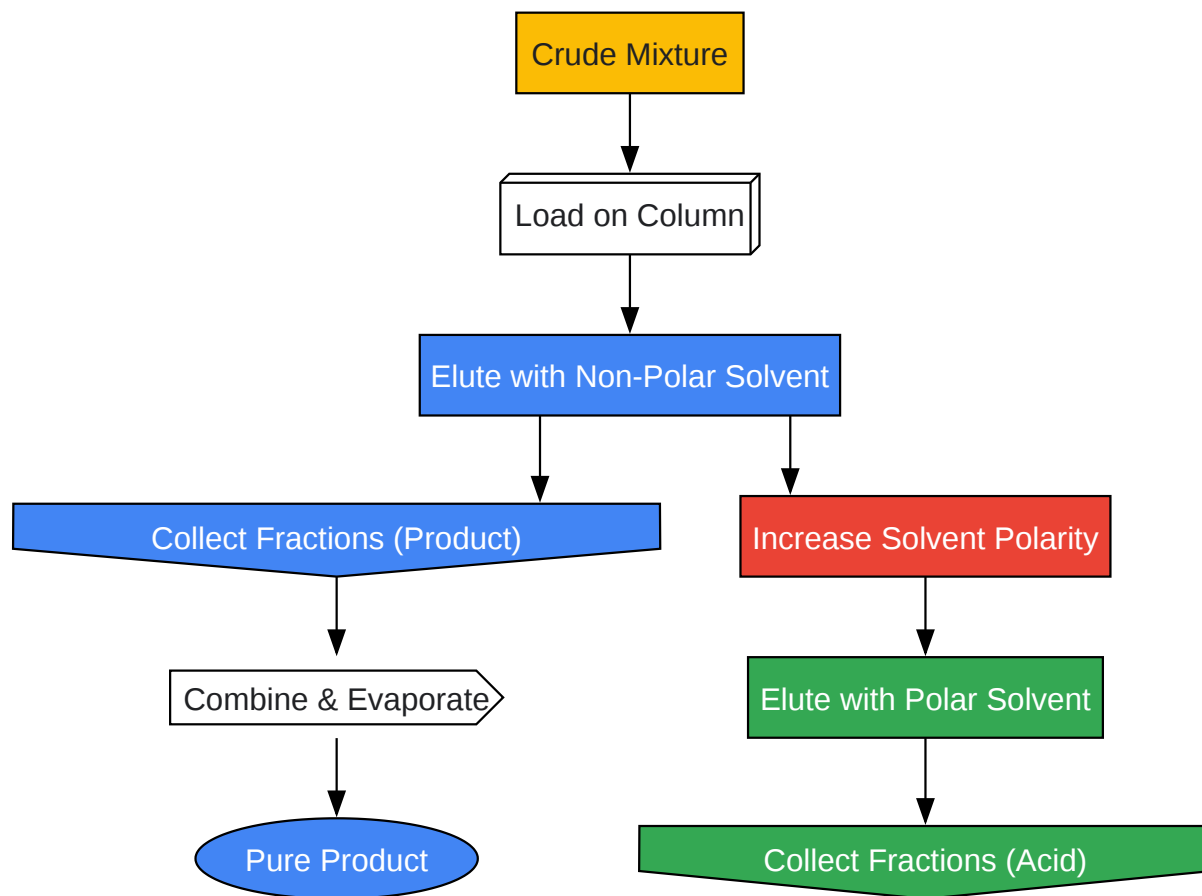 Crude Mixture
Load on Column
Elute with Non-Polar Solvent
Collect Fractions (Product)
Increase Solvent Polarity
Combine & Evaporate
Elute with Polar Solvent
Pure Product
Collect Fractions (Acid)